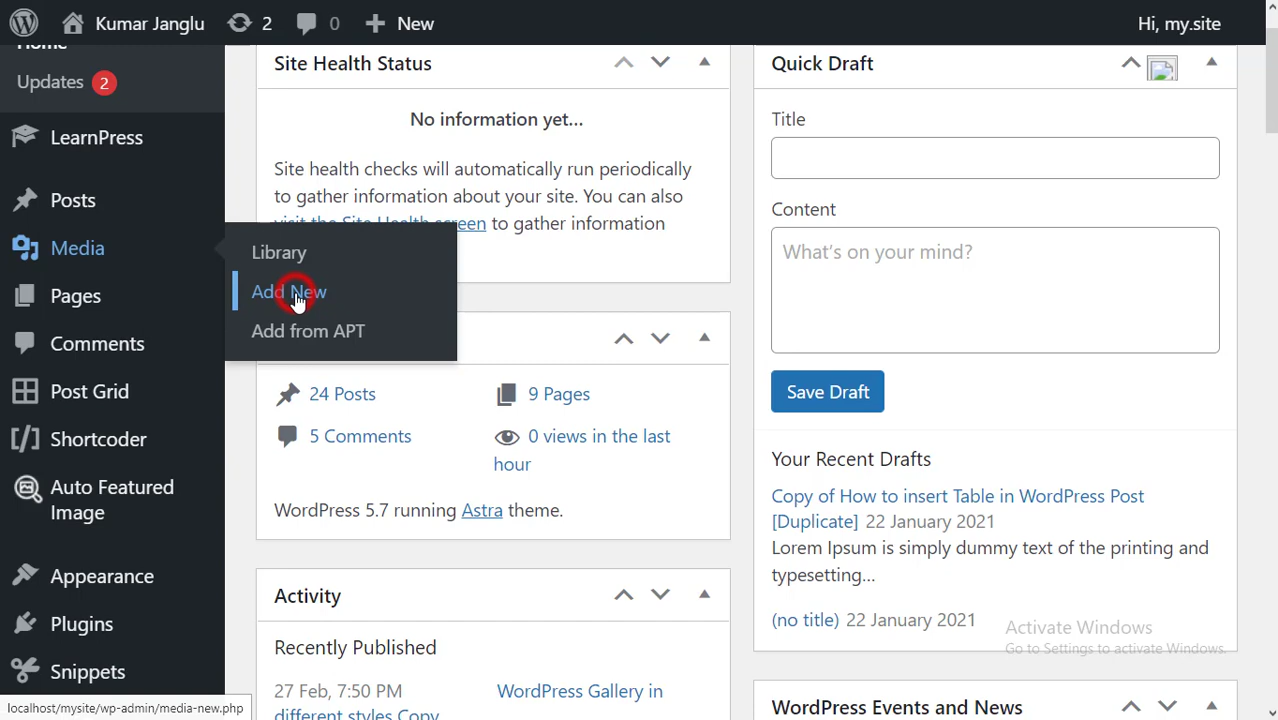 Kumar Janglu 2 0 New Hi, my.site
Home
Updates 2
LearnPress
Posts
Media
Pages
Comments
Post Grid
Shortcoder
Auto Featured
Image
Appearance
Plugins
Snippets
Library
Add New
Add from APT
Site Health Status
No information yet...
Site health checks will automatically run periodically
to gather information about your site. You can also
visit the Site Health screen to gather information
24 Posts 9 Pages
5 Comments 0 views in the last
hour
WordPress 5.7 running Astra theme.
Activity
Recently Published
27 Feb, 7:50 PM WordPress Gallery in
different styles Copy
Quick Draft
Title
Content
What's on your mind?
Save Draft
Your Recent Drafts
Copy of How to insert Table in WordPress Post
[Duplicate] 22 January 2021
Lorem Ipsum is simply dummy text of the printing and
typesetting...
(no title) 22 January 2021
Activate Windows
Go to Settings to activate Windows.
WordPress Events and News
localhost/mysite/wp-admin/media-new.php